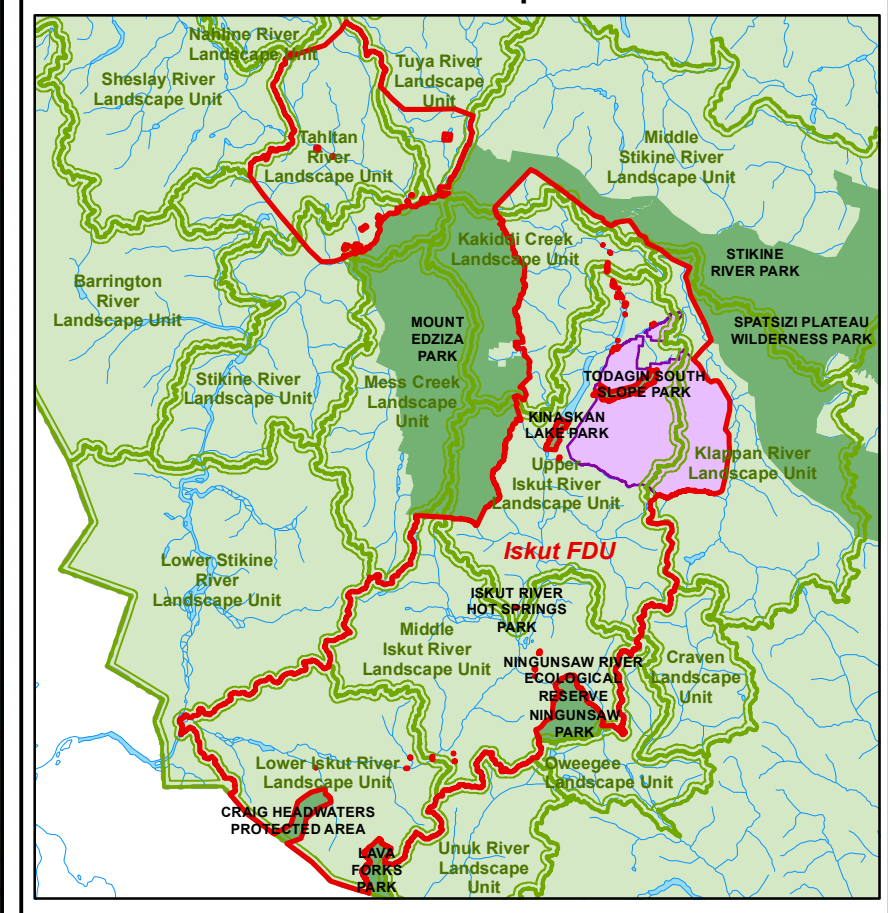 Nahline River
Landscape Unit
Sheslay River
Landscape Unit
Tuya River
Landscape
Unit
Tahltan
River
Landscape Unit
Middle
Stikine River
Landscape Unit
Kakiddi Creek
Landscape Unit
STIKINE
RIVER PARK
Barrington
River
Landscape Unit
MOUNT
EDZIZA
PARK
SPATSIZI PLATEAU
WILDERNESS PARK
Stikine River
Landscape Unit
Mess Creek
Landscape
Unit
TODAGIN SOUTH
SLOPE PARK
KINASKAN
LAKE PARK
Upper
Iskut River
Landscape Unit
Klappan River
Landscape Unit
Iskut FDU
Lower Stikine
River
Landscape Unit
ISKUT RIVER
HOT SPRINGS
PARK
Middle
Iskut River
Landscape Unit
NINGUNSAW RIVER
ECOLOGICAL
RESERVE
NINGUNSAW
PARK
Craven
Landscape
Unit
Lower Iskut River
Landscape Unit
Oweegee
Landscape Unit
CRAIG HEADWATERS
PROTECTED AREA
LAVA
FORKS
PARK
Unuk River
Landscape
Unit